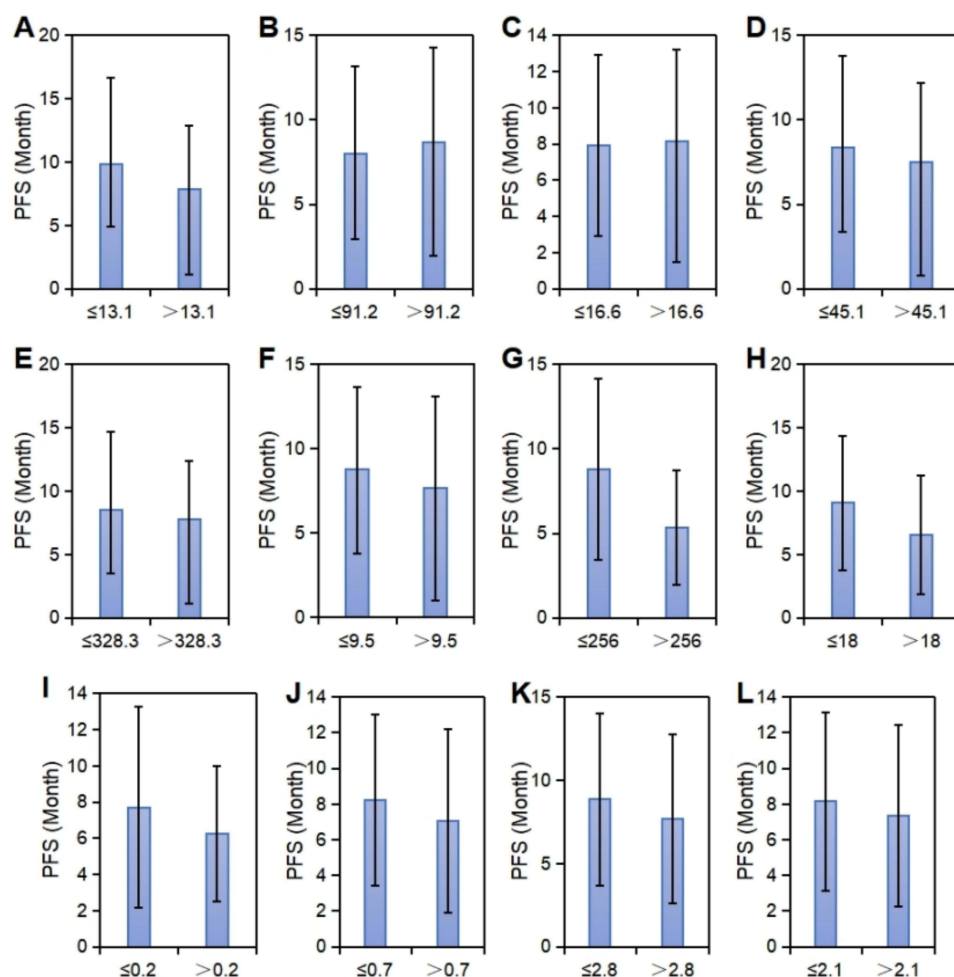 A B C D
20 15 14 15
12
15
10 10 10
8
10
6
5 5
5 4
2
0 0 0 0
PFS (Month) PFS (Month) PFS (Month) PFS (Month)
≤13.1 >13.1 ≤91.2 >91.2 ≤16.6 >16.6 ≤45.1 >45.1
E F G H
20 15 15 20
15 15
10 10
10 10
5 5
5 5
0 0 0 0
PFS (Month) PFS (Month) PFS (Month) PFS (Month)
≤328.3 >328.3 ≤9.5 >9.5 ≤256 >256 ≤18 >18
I J K L
14 14 15 14
12 12 12
10 10 10 10
8 8 8
6 6 6
5
4 4 4
2 2 2
0 0 0 0
PFS (Month) PFS (Month) PFS (Month) PFS (Month)
≤0.2 >0.2 ≤0.7 >0.7 ≤2.8 >2.8 ≤2.1 >2.1